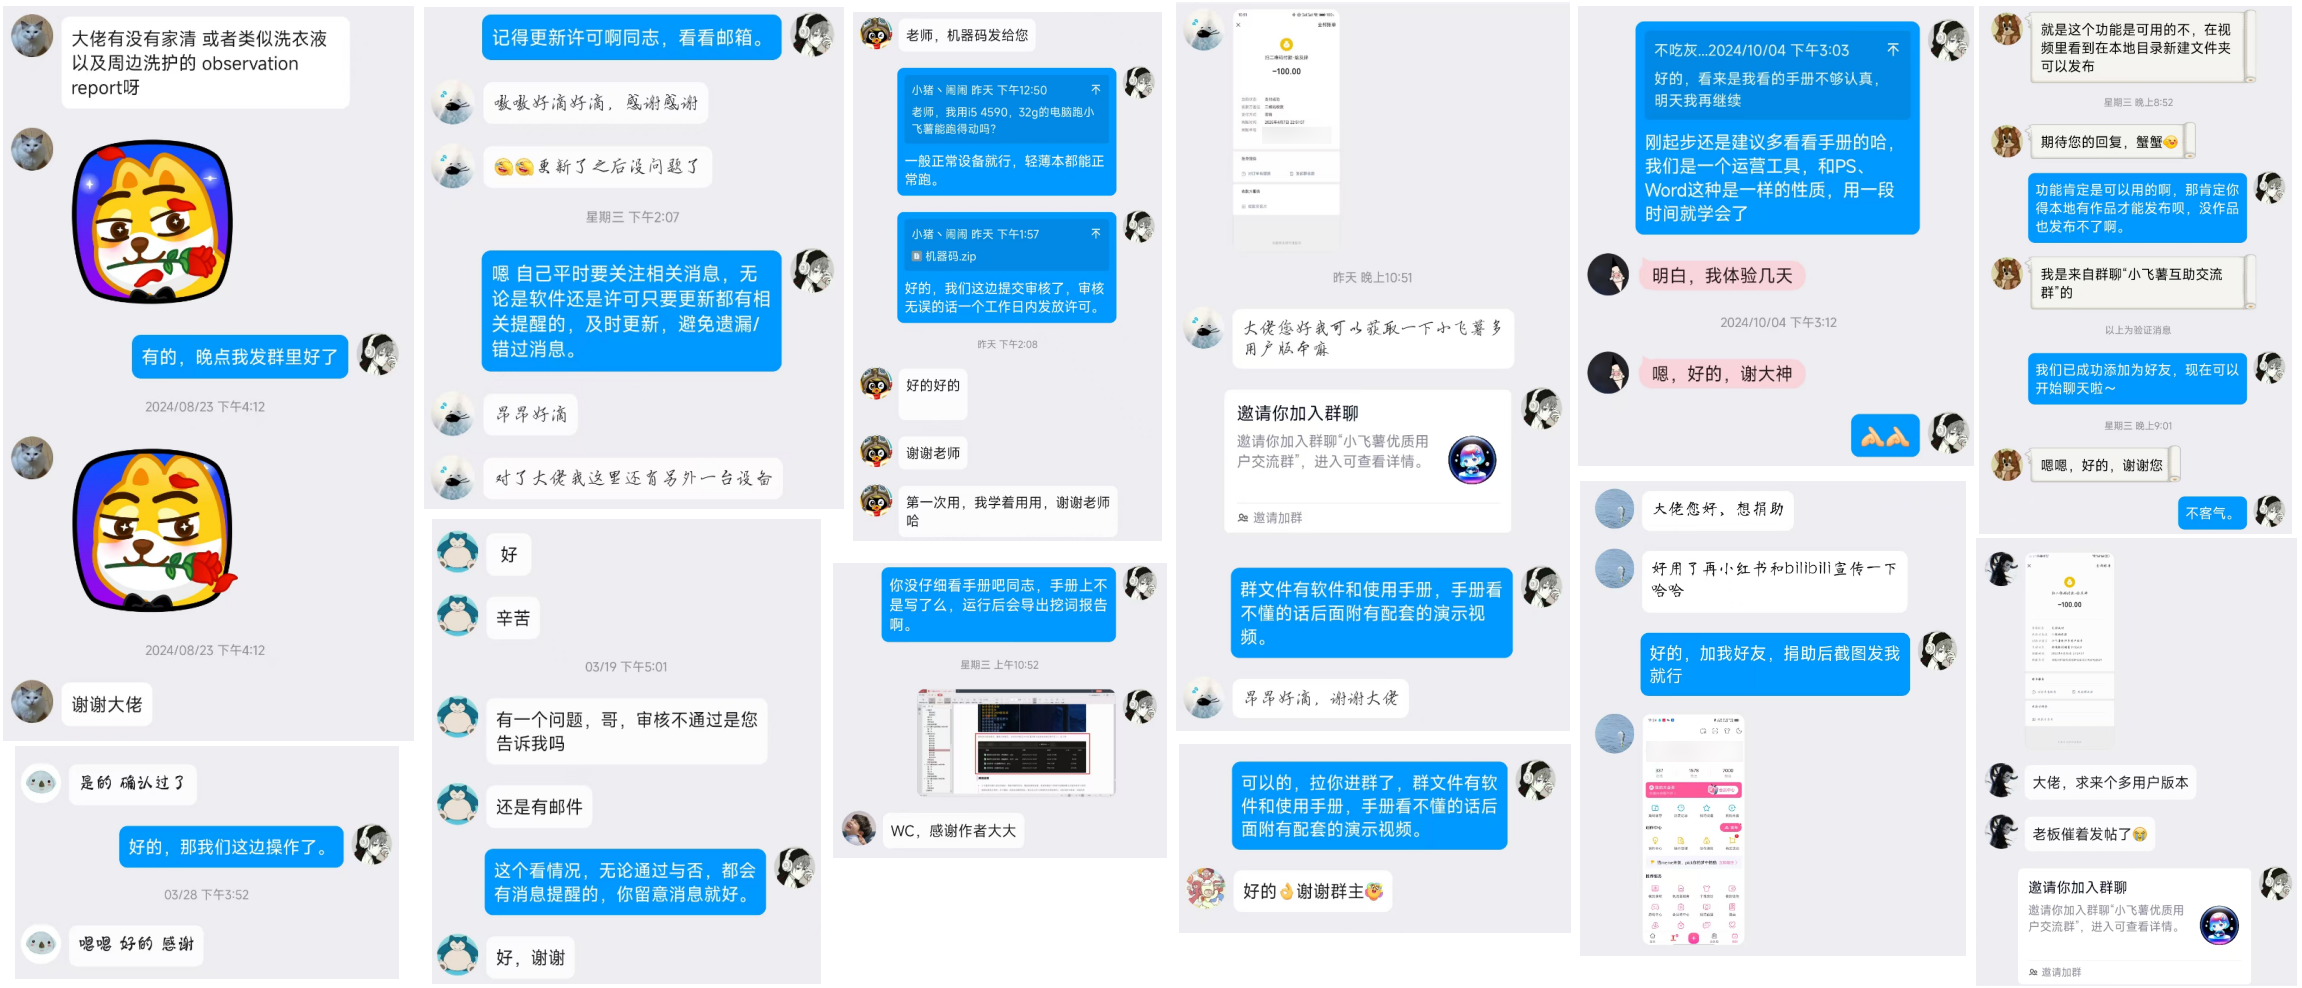 大佬有没有家清 或者类似洗衣液
以及周边洗护的 observation
report呀
有的，晚点我发群里好了
2024/08/23 下午4:12
2024/08/23 下午4:12
谢谢大佬
是的 确认过了
好的，那我们这边操作了。
03/28 下午3:52
嗯嗯 好的 感谢
记得更新许可啊同志，看看邮箱。
嗷嗷好滴好滴，感谢感谢
更新了之后没问题了
星期三 下午2:07
嗯 自己平时要关注相关消息，无
论是软件还是许可只要更新都有相
关提醒的，及时更新，避免遗漏/
错过消息。
昂昂好滴
对了大佬我这里还有另外一台设备
好
辛苦
03/19 下午5:01
有一个问题，哥，审核不通过是您
告诉我吗
还是有邮件
这个看情况，无论通过与否，都会
有消息提醒的，你留意消息就好。
好，谢谢
老师，机器码发给您
小猪丶闹闹 昨天 下午12:50
老师，我用i5 4590，32g的电脑跑小
飞薯能跑得动吗？
一般正常设备就行，轻薄本都能正
常跑。
小猪丶闹闹 昨天 下午1:57
机器码.zip
好的，我们这边提交审核了，审核
无误的话一个工作日内发放许可。
昨天 下午2:08
好的好的
谢谢老师
第一次用，我学着用用，谢谢老师
哈
你没仔细看手册吧同志，手册上不
是写了么，运行后会导出挖词报告
啊。
星期三 上午10:52
WC，感谢作者大大
-100.00
昨天 晚上10:51
大佬您好我可以获取一下小飞薯多
用户版本嘛
邀请你加入群聊
邀请你加入群聊“小飞薯优质用
户交流群”，进入可查看详情。
邀请加群
群文件有软件和使用手册，手册看
不懂的话后面附有配套的演示视
频。
昂昂好滴，谢谢大佬
可以的，拉你进群了，群文件有软
件和使用手册，手册看不懂的话后
面附有配套的演示视频。
好的👌谢谢群主
不吃灰...2024/10/04 下午3:03
好的，看来是我看的手册不够认真，
明天我再继续
刚起步还是建议多看看手册的哈，
我们是一个运营工具，和PS、
Word这种是一样的性质，用一段
时间就学会了
明白，我体验几天
2024/10/04 下午3:12
嗯，好的，谢大神
大佬您好，想捐助
好用了再小红书和bilibili宣传一下
哈哈
好的，加我好友，捐助后截图发我
就行
就是这个功能是可用的不，在视
频里看到在本地目录新建文件夹
可以发布
星期三 晚上8:52
期待您的回复，蟹蟹
功能肯定是可以用的啊，那肯定你
得本地有作品才能发布呗，没作品
也发布不了啊。
我是来自群聊“小飞薯互助交流
群”的
以上为验证消息
我们已成功添加为好友，现在可以
开始聊天啦～
星期三 晚上9:01
嗯嗯，好的，谢谢您
不客气。
-100.00
大佬，求来个多用户版本
老板催着发帖了
邀请你加入群聊
邀请你加入群聊“小飞薯优质用
户交流群”，进入可查看详情。
邀请加群